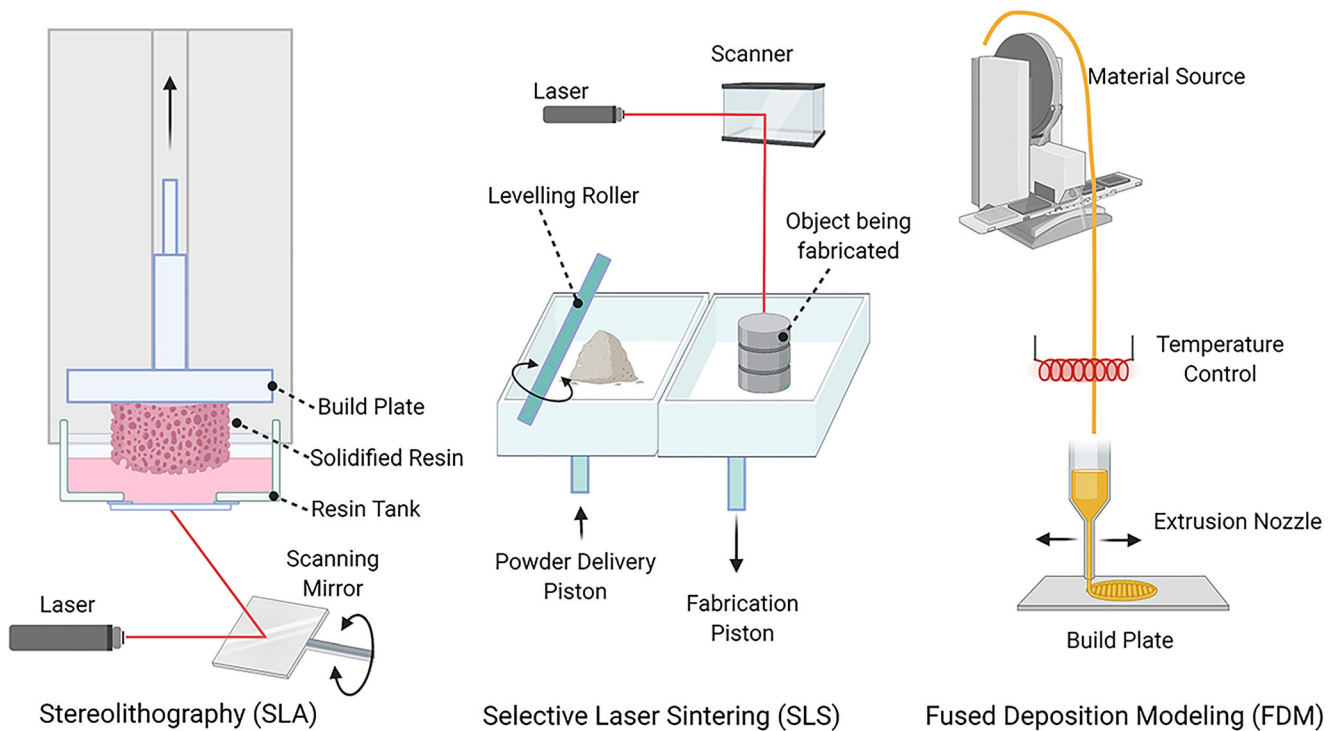 Build Plate
Solidified Resin
Resin Tank
Scanning
Mirror
Laser
Stereolithography (SLA)
Scanner
Laser
Levelling Roller
Object being
fabricated
Powder Delivery
Piston
Fabrication
Piston
Selective Laser Sintering (SLS)
Material Source
Temperature
Control
Extrusion Nozzle
Build Plate
Fused Deposition Modeling (FDM)